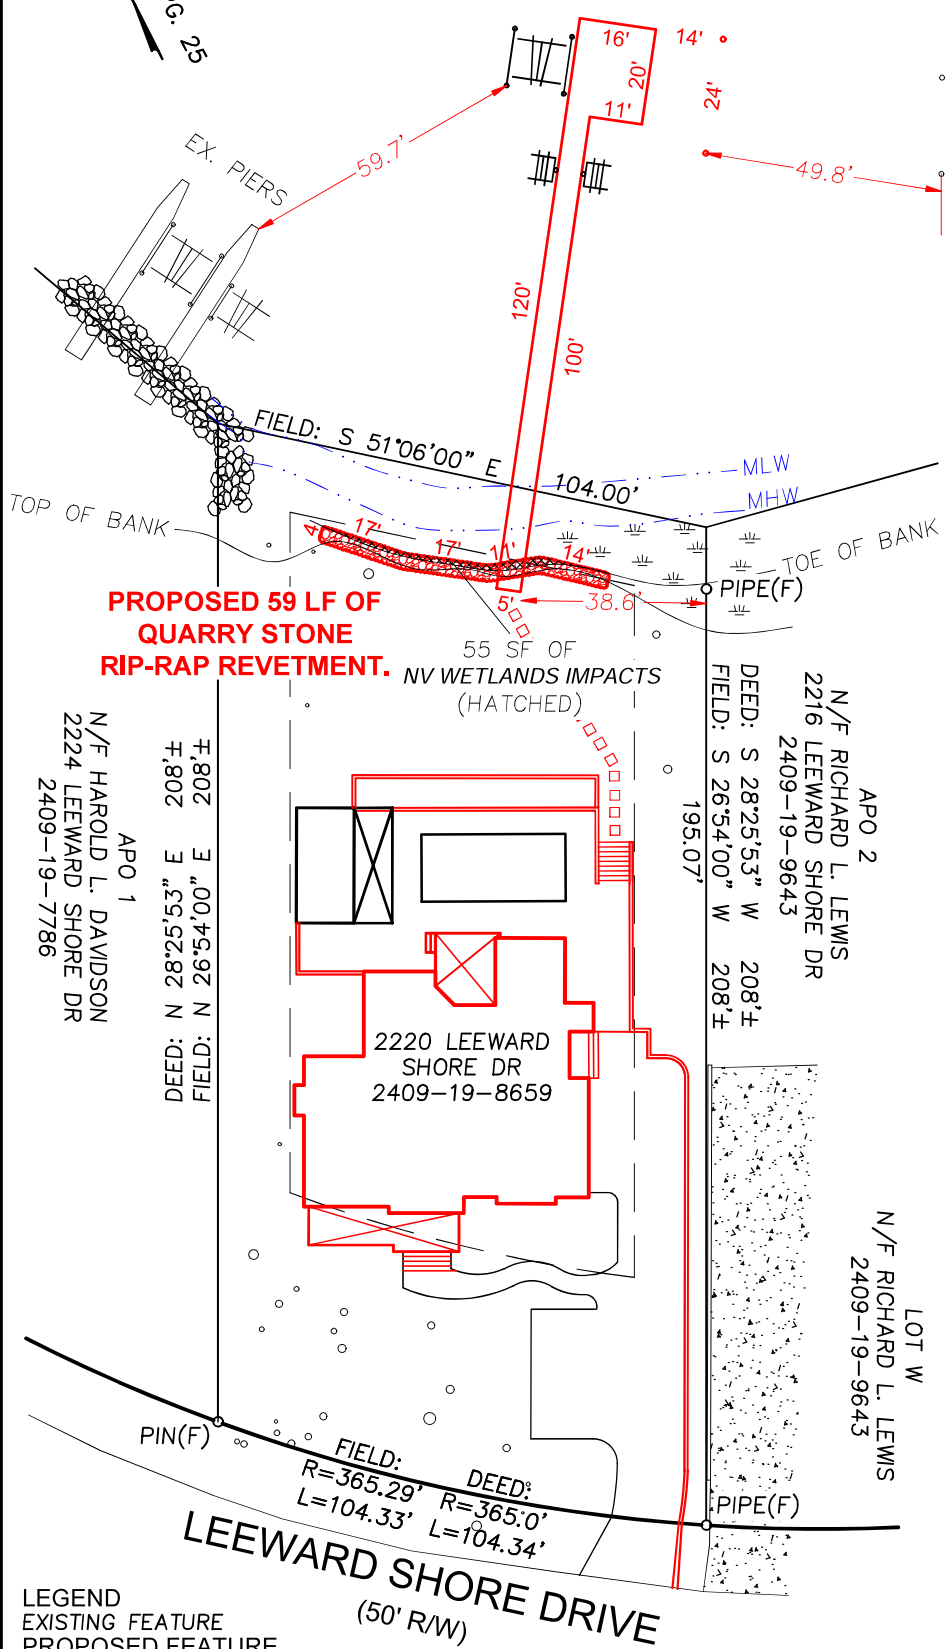 PG. 25
16'
14'
20'
11'
24'
59.7'
49.8'
EX. PIERS
120'
100'
FIELD: S 51°06'00" E
104.00'
MLW
MHW
TOP OF BANK
TOE OF BANK
4'
17'
17'
11'
14'
5'
38.6'
PIPE(F)
PROPOSED 59 LF OF
QUARRY STONE
RIP-RAP REVETMENT.
55 SF OF
NV WETLANDS IMPACTS
(HATCHED)
APO 2
N/F RICHARD L. LEWIS
2216 LEEWARD SHORE DR
2409-19-9643
DEED: S 28°25'53" W 208'±
FIELD: S 26°54'00" W 208'±
195.07'
APO 1
N/F HAROLD L. DAVIDSON
2224 LEEWARD SHORE DR
2409-19-7786
DEED: N 28°25'53" E 208'±
FIELD: N 26°54'00" E 208'±
2220 LEEWARD
SHORE DR
2409-19-8659
LOT W
N/F RICHARD L. LEWIS
2409-19-9643
PIN(F)
FIELD:
R=365.29'
L=104.33'
DEED:
R=365.0'
L=104.34'
PIPE(F)
LEEWARD SHORE DRIVE
(50' R/W)
LEGEND
EXISTING FEATURE
PROPOSED FEATURE